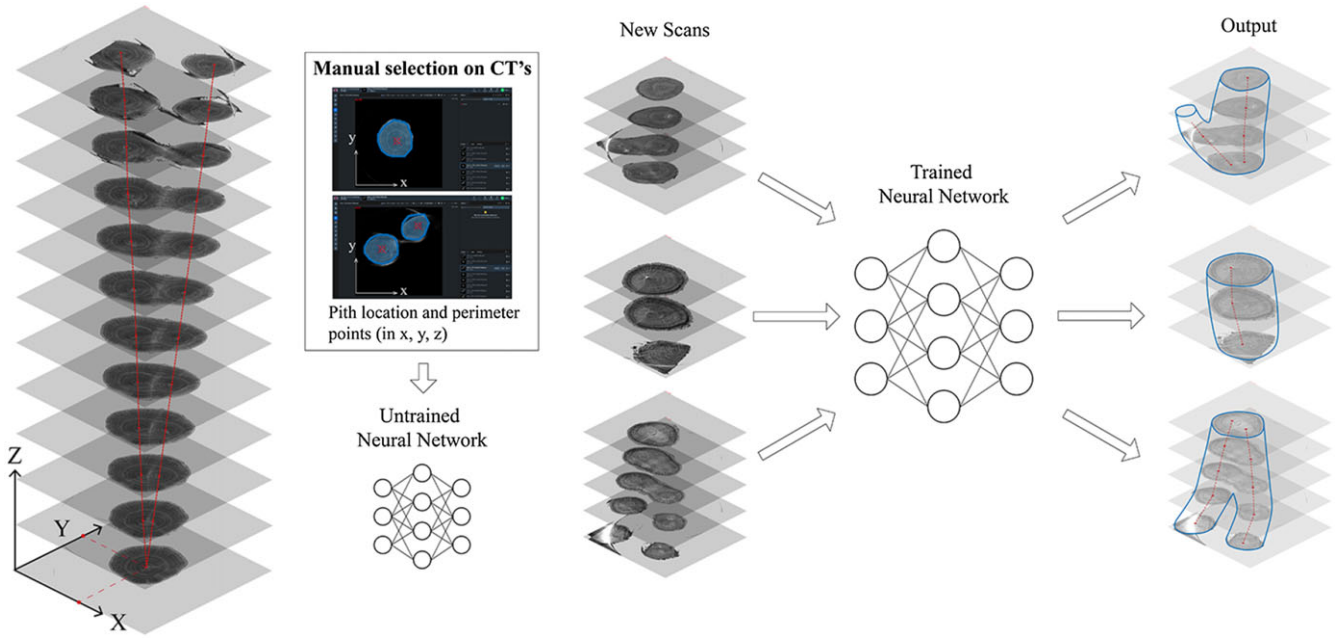 Z
Y
X
Manual selection on CT's
y
x
y
x
Pith location and perimeter
points (in x, y, z)
Untrained
Neural Network
New Scans
Trained
Neural Network
Output